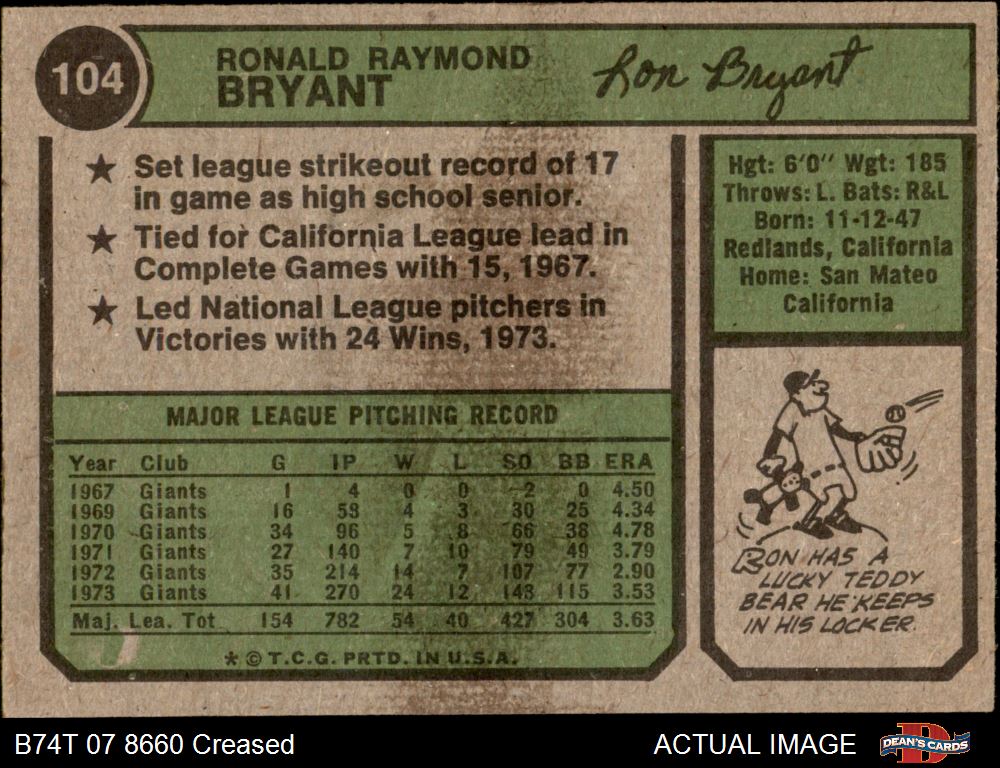 104
RONALD RAYMOND
BRYANT
Ron Bryant
★ Set league strikeout record of 17
in game as high school senior.
★ Tied for California League lead in
Complete Games with 15, 1967.
★ Led National League pitchers in
Victories with 24 Wins, 1973.
Hgt: 6'0" Wgt: 185
Throws: L. Bats: R&L
Born: 11-12-47
Redlands, California
Home: San Mateo
California
MAJOR LEAGUE PITCHING RECORD
Year Club G IP W L SO BB ERA
1967 Giants 1 4 0 0 2 0 4.50
1969 Giants 16 58 4 3 30 25 4.34
1970 Giants 34 96 5 8 66 38 4.78
1971 Giants 27 140 7 10 79 49 3.79
1972 Giants 35 214 14 7 107 77 2.90
1973 Giants 41 270 24 12 143 115 3.53
Maj. Lea. Tot 154 782 54 40 427 304 3.63
* © T.C.G. PRTD. IN U.S.A.
RON HAS A
LUCKY TEDDY
BEAR HE KEEPS
IN HIS LOCKER.
B74T 07 8660 Creased
ACTUAL IMAGE
DEAN'S CARDS